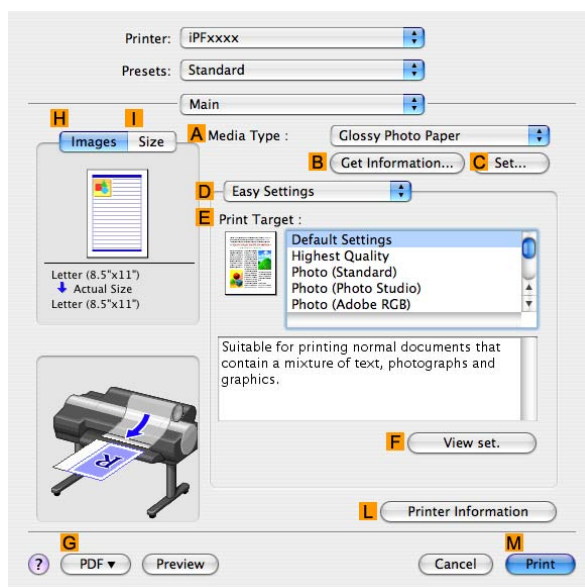 Printer: iPFxxxx
Presets: Standard
Main
H I
Images Size
A Media Type : Glossy Photo Paper
B Get Information... C Set...
D Easy Settings
E Print Target :
Default Settings
Highest Quality
Photo (Standard)
Photo (Photo Studio)
Photo (Adobe RGB)
Letter (8.5"x11")
Actual Size
Letter (8.5"x11")
Suitable for printing normal documents that
contain a mixture of text, photographs and
graphics.
F View set.
L Printer Information
G M
? PDF ▾ Preview Cancel Print